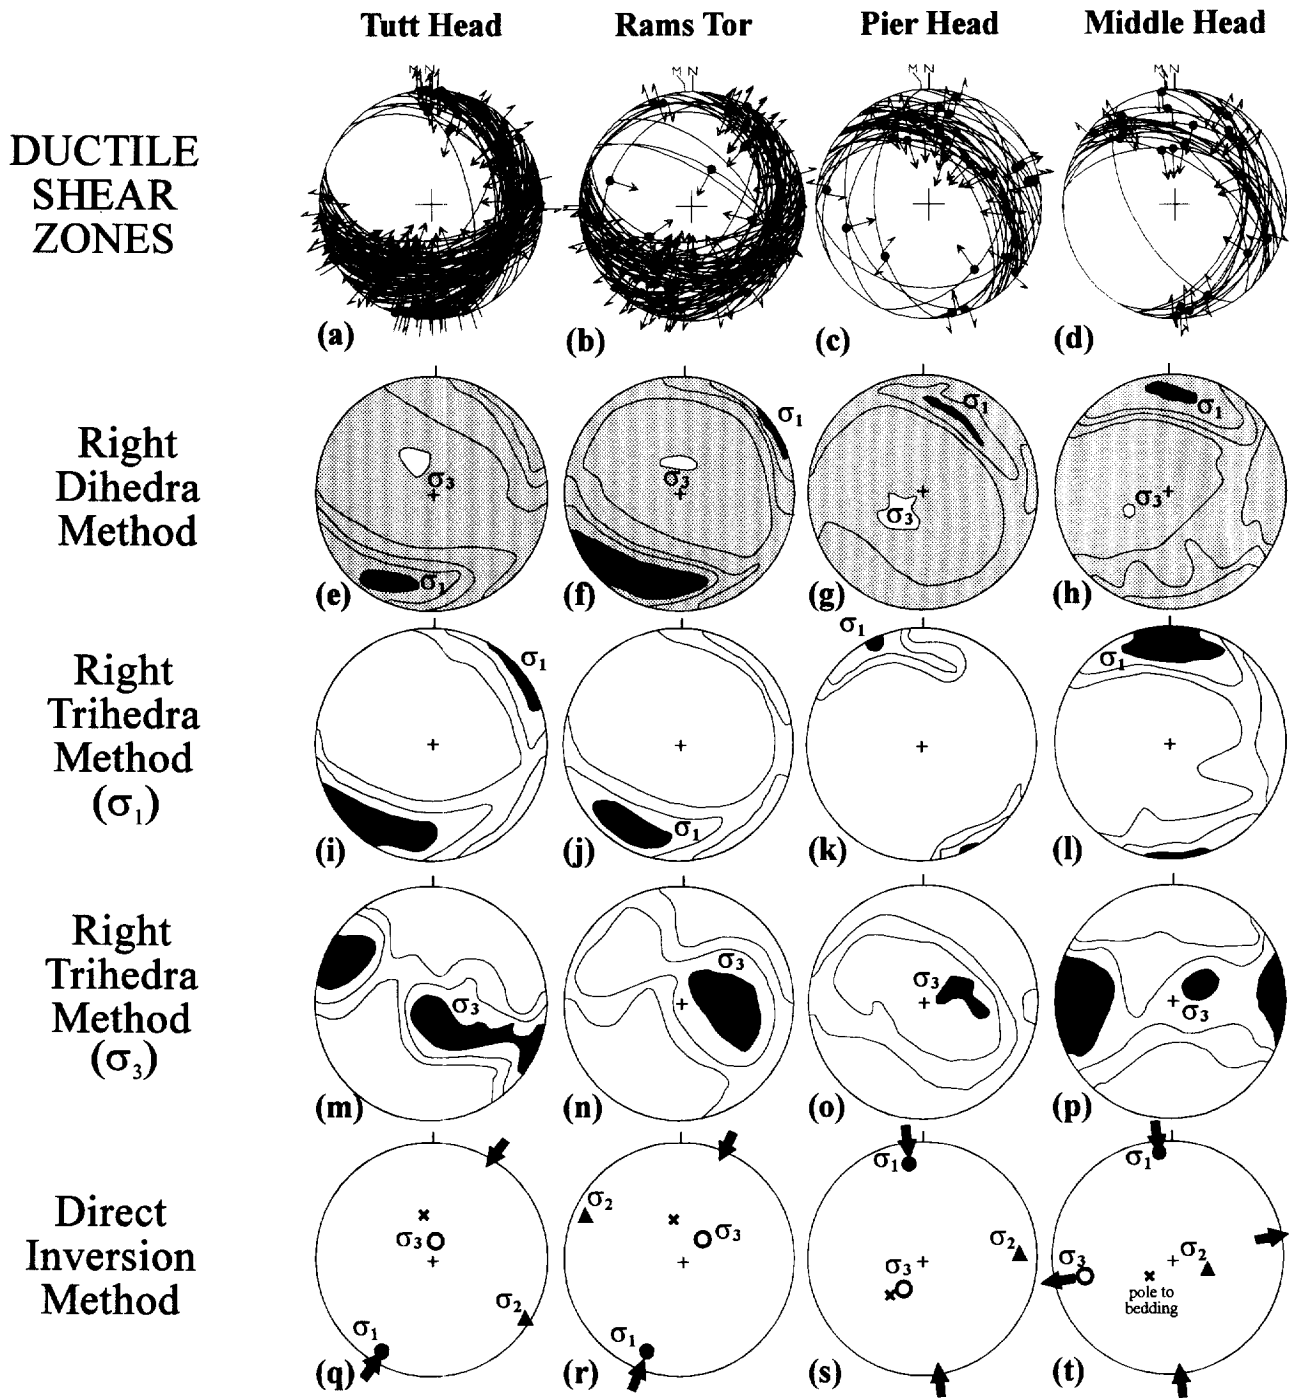 Tutt Head Rams Tor Pier Head Middle Head
M N M N M N M N
DUCTILE
SHEAR
ZONES
(a) (b) (c) (d)
Right
Dihedra
Method
σ3 σ1 σ1 σ3 σ1 σ3 σ1 σ3
(e) (f) (g) (h)
Right
Trihedra
Method
(σ1)
σ1 σ1 σ1 σ1
(i) (j) (k) (l)
Right
Trihedra
Method
(σ3)
σ3 σ3 σ3 σ3
(m) (n) (o) (p)
Direct
Inversion
Method
σ3 σ2 σ1 σ2 σ3 σ1 σ1 σ2 σ3 σ1 σ2 σ3
pole to
bedding
(q) (r) (s) (t)